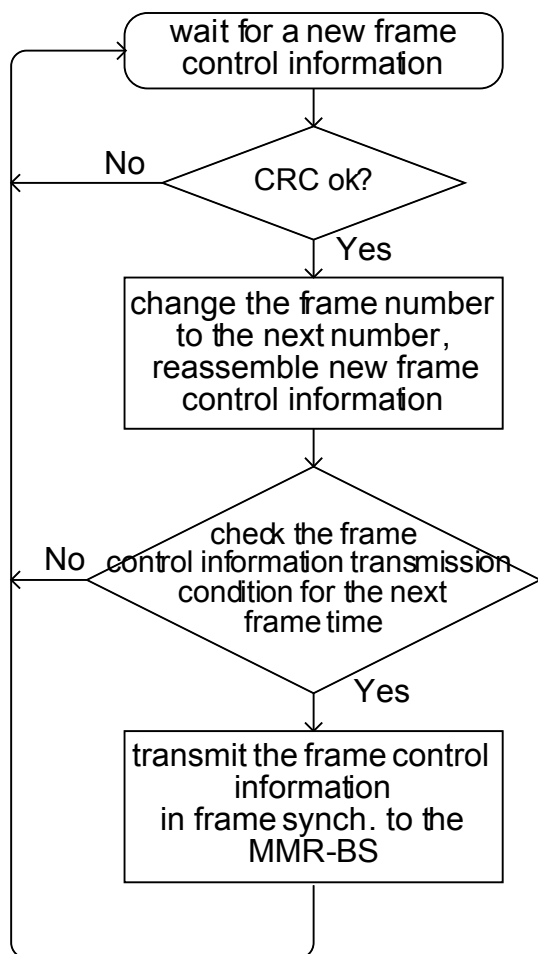 wait for a new frame
control information
No
CRC ok?
Yes
change the frame number
to the next number,
reassemble new frame
control information
check the frame
No
control information transmission
condition for the next
frame time
Yes
transmit the frame control
information
in frame synch. to the
MMR-BS